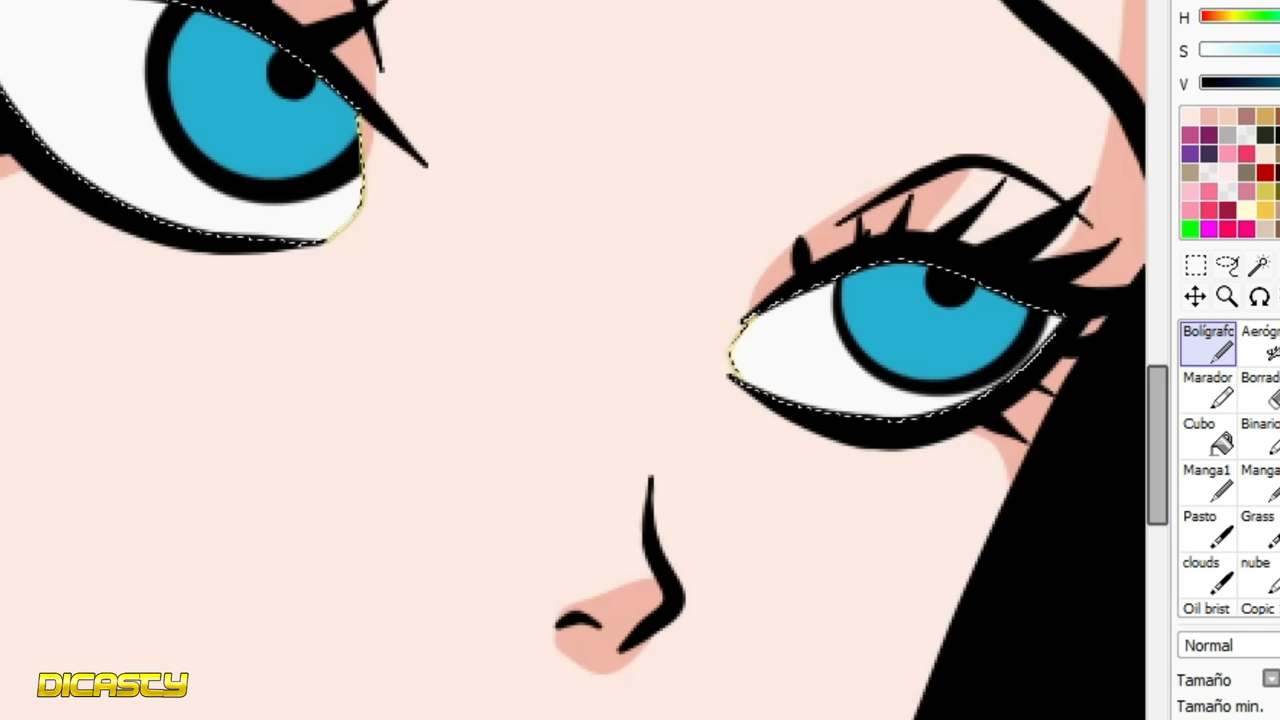 H
S
V
Bolígrafo Aeróg
Marador Borrad
Cubo Binario
Manga1 Manga
Pasto Grass
clouds nube
Oil brist Copic
Normal
Tamaño
Tamaño min.
DICASTY